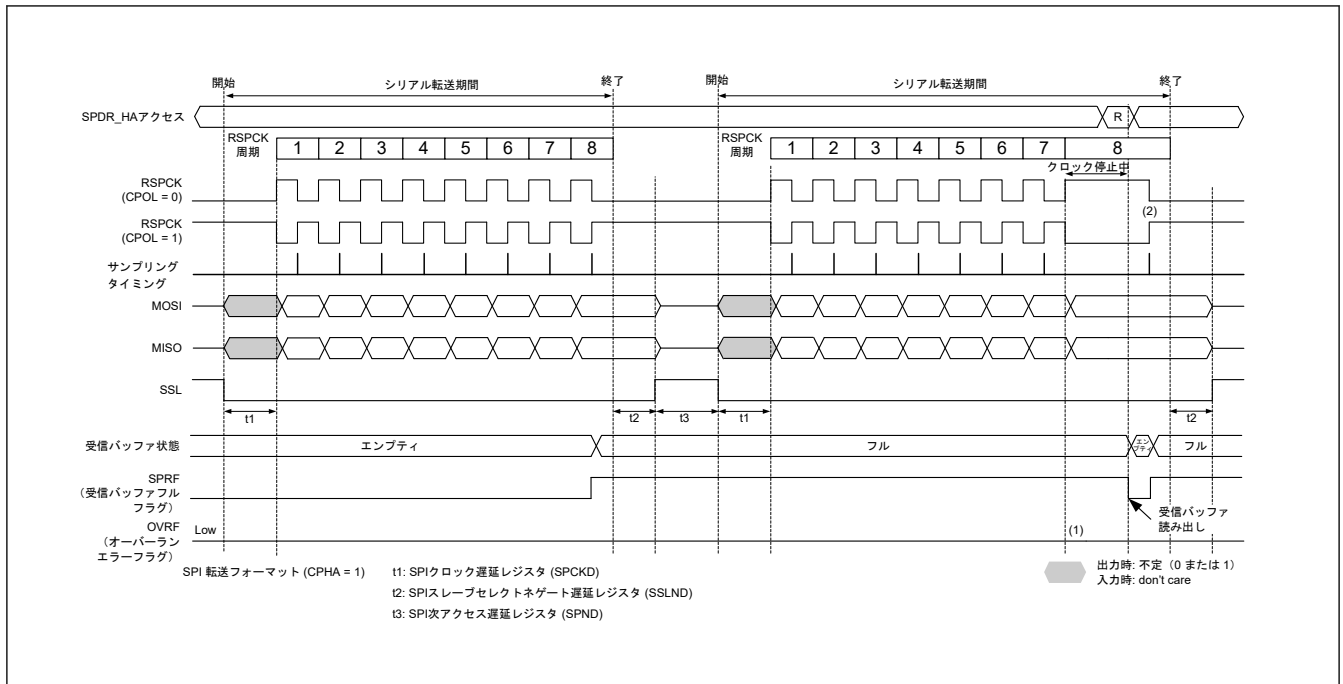 開始
シリアル転送期間
終了
開始
シリアル転送期間
終了
SPDR_HAアクセス
R
RSPCK
周期
1 2 3 4 5 6 7 8
RSPCK
周期
1 2 3 4 5 6 7 8
クロック停止中
RSPCK
(CPOL = 0)
(2)
RSPCK
(CPOL = 1)
サンプリング
タイミング
MOSI
MISO
SSL
t1
t2
t3
t1
t2
受信バッファ状態
エンプティ
フル
エン
プティ
フル
SPRF
(受信バッファフル
フラグ)
受信バッファ
読み出し
OVRF
(オーバーラン
エラーフラグ)
Low
(1)
SPI 転送フォーマット (CPHA = 1)
t1: SPIクロック遅延レジスタ (SPCKD)
t2: SPIスレーブセレクトネゲート遅延レジスタ (SSLND)
t3: SPI次アクセス遅延レジスタ (SPND)
出力時: 不定(0 または 1)
入力時: don't care